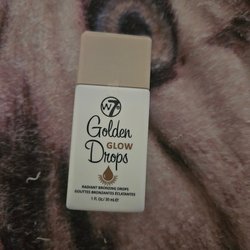 W7
Golden
GLOW
Drops
RADIANT BRONZING DROPS
GOUTTES BRONZANTES ÉCLATANTES
1 fl. Oz / 30 mL e